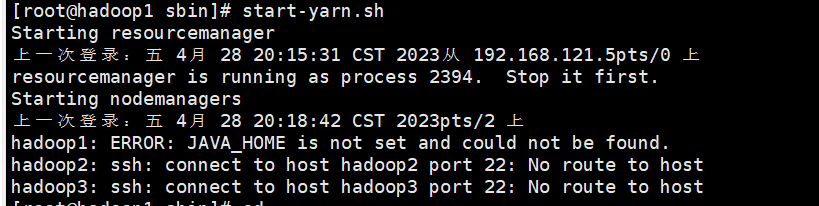 [root@hadoop1 sbin]# start-yarn.sh
Starting resourcemanager
上一次登录：五 4月 28 20:15:31 CST 2023从 192.168.121.5pts/0 上
resourcemanager is running as process 2394.  Stop it first.
Starting nodemanagers
上一次登录：五 4月 28 20:18:42 CST 2023pts/2 上
hadoop1: ERROR: JAVA_HOME is not set and could not be found.
hadoop2: ssh: connect to host hadoop2 port 22: No route to host
hadoop3: ssh: connect to host hadoop3 port 22: No route to host